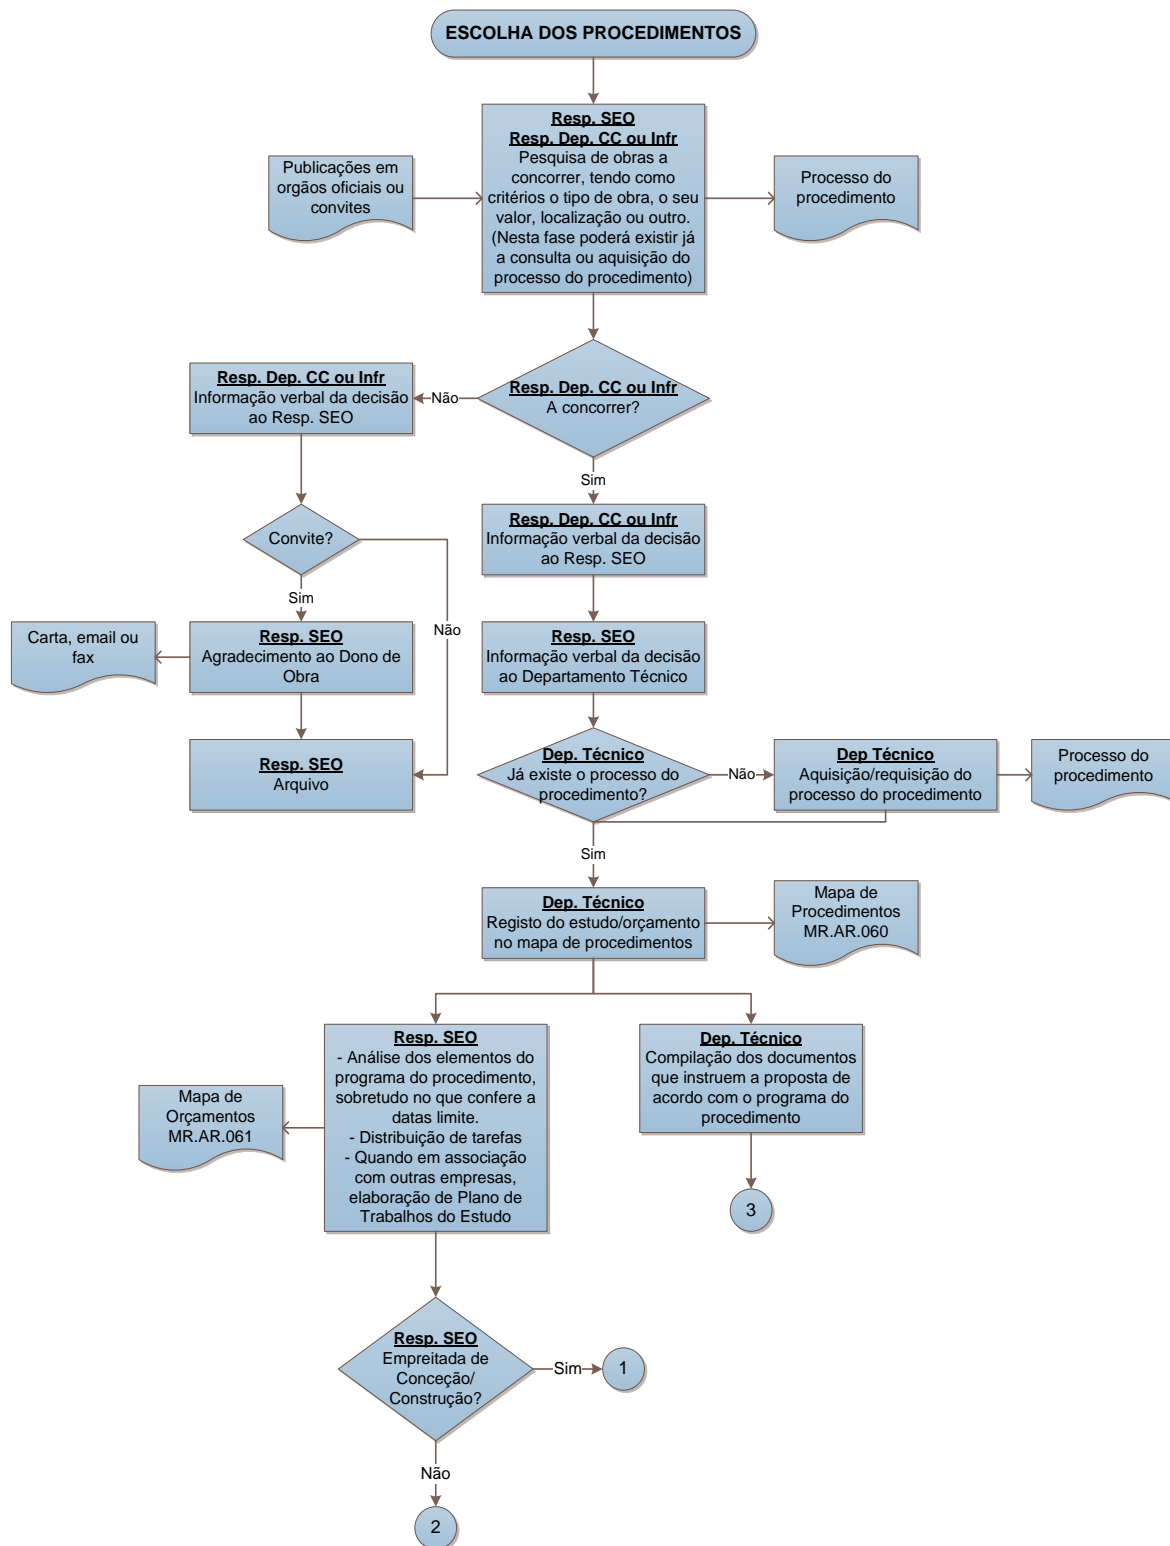 ESCOLHA DOS PROCEDIMENTOS
Resp. SEO
Resp. Dep. CC ou Infr
Pesquisa de obras a
concorrer, tendo como
critérios o tipo de obra, o seu
valor, localização ou outro.
(Nesta fase poderá existir já
a consulta ou aquisição do
processo do procedimento)
Publicações em
orgãos oficiais ou
convites
Processo do
procedimento
Resp. Dep. CC ou Infr
A concorrer?
Não
Resp. Dep. CC ou Infr
Informação verbal da decisão
ao Resp. SEO
Sim
Convite?
Resp. Dep. CC ou Infr
Informação verbal da decisão
ao Resp. SEO
Sim
Não
Carta, email ou
fax
Resp. SEO
Agradecimento ao Dono de
Obra
Resp. SEO
Informação verbal da decisão
ao Departamento Técnico
Resp. SEO
Arquivo
Dep. Técnico
Já existe o processo do
procedimento?
Não
Dep Técnico
Aquisição/requisição do
processo do procedimento
Processo do
procedimento
Sim
Dep. Técnico
Registo do estudo/orçamento
no mapa de procedimentos
Mapa de
Procedimentos
MR.AR.060
Resp. SEO
- Análise dos elementos do
programa do procedimento,
sobretudo no que confere a
datas limite.
- Distribuição de tarefas
- Quando em associação
com outras empresas,
elaboração de Plano de
Trabalhos do Estudo
Mapa de
Orçamentos
MR.AR.061
Dep. Técnico
Compilação dos documentos
que instruem a proposta de
acordo com o programa do
procedimento
3
Resp. SEO
Empreitada de
Conceção/
Construção?
Sim
1
Não
2